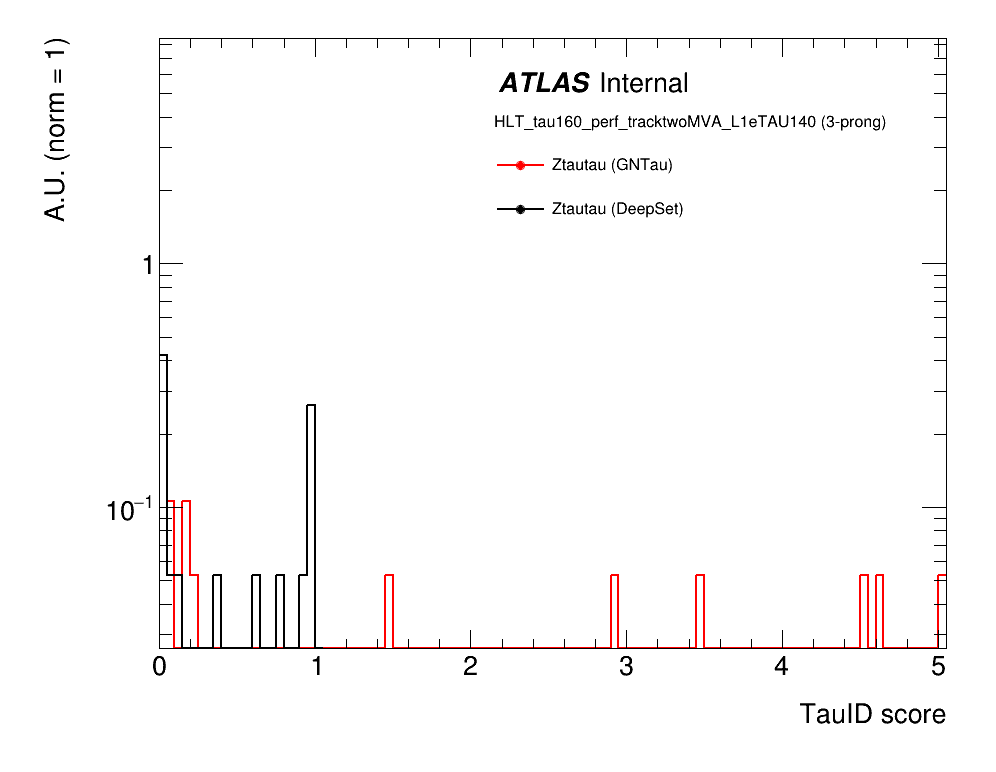 A.U. (norm = 1)
ATLAS Internal
HLT_tau160_perf_tracktwoMVA_L1eTAU140 (3-prong)
Ztautau (GNTau)
Ztautau (DeepSet)
1
10⁻¹
0 1 2 3 4 5
TauID score